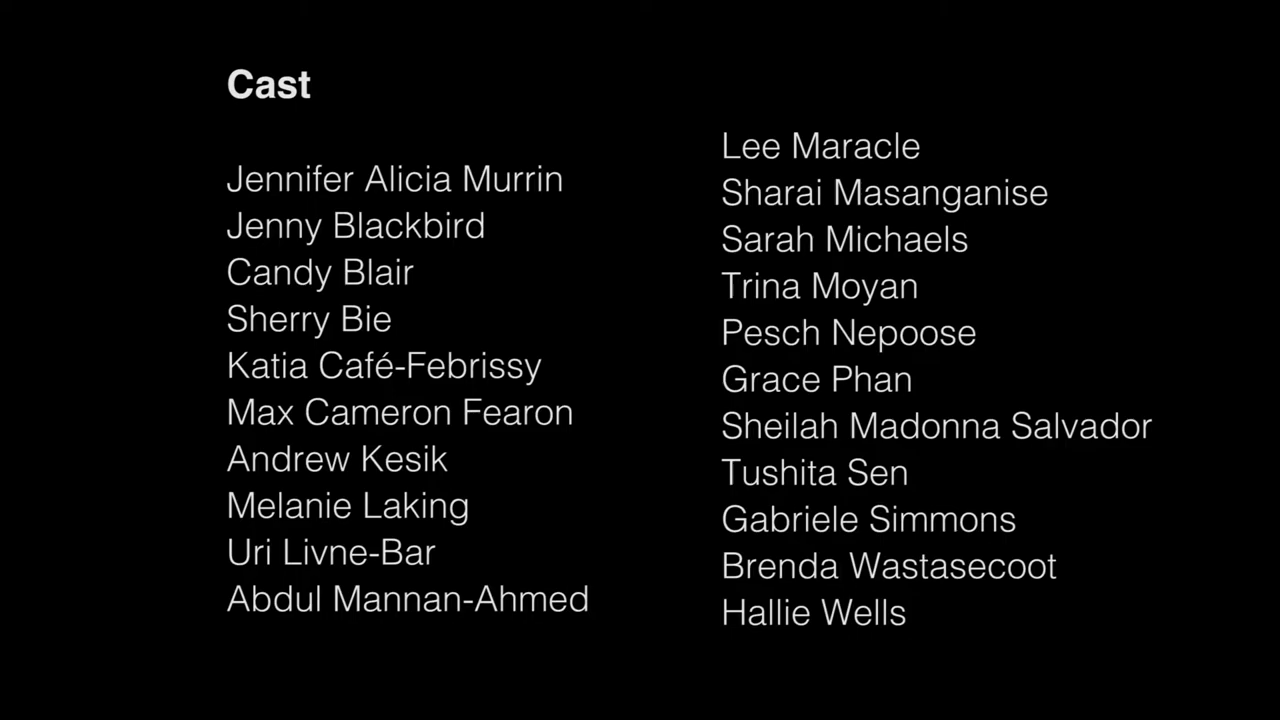 Cast
Jennifer Alicia Murrin
Jenny Blackbird
Candy Blair
Sherry Bie
Katia Café-Febrissy
Max Cameron Fearon
Andrew Kesik
Melanie Laking
Uri Livne-Bar
Abdul Mannan-Ahmed
Lee Maracle
Sharai Masanganise
Sarah Michaels
Trina Moyan
Pesch Nepoose
Grace Phan
Sheilah Madonna Salvador
Tushita Sen
Gabriele Simmons
Brenda Wastasecoot
Hallie Wells